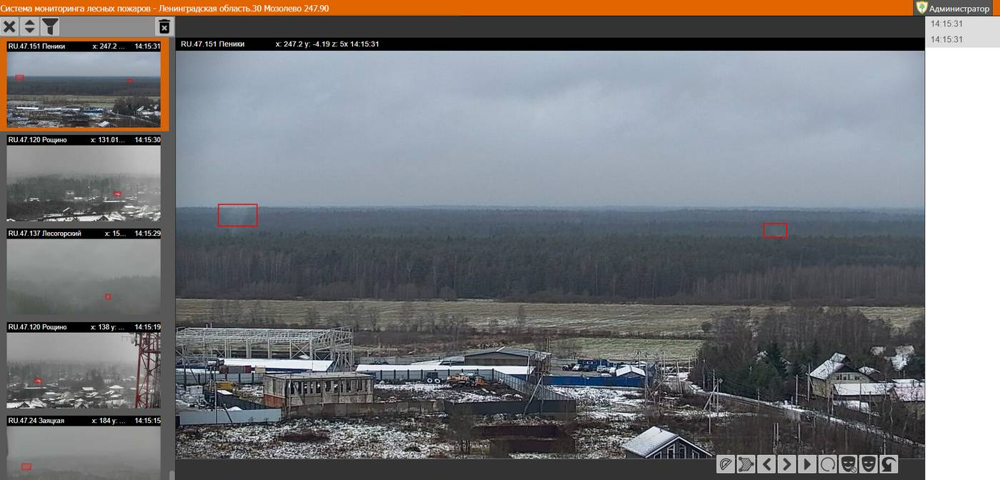 Система мониторинга лесных пожаров - Ленинградская область.30 Мозолево 247.90
Администратор
14:15:31
14:15:31
RU.47.151 Пеники x: 247.2 ... 14:15:31
RU.47.120 Рощино x: 131.01... 14:15:30
RU.47.137 Лесогорский x: 15... 14:15:29
RU.47.120 Рощино x: 138 y: ... 14:15:19
RU.47.24 Заяцкая x: 184 y: ... 14:15:15
RU.47.151 Пеники x: 247.2 y: -4.19 z: 5x 14:15:31